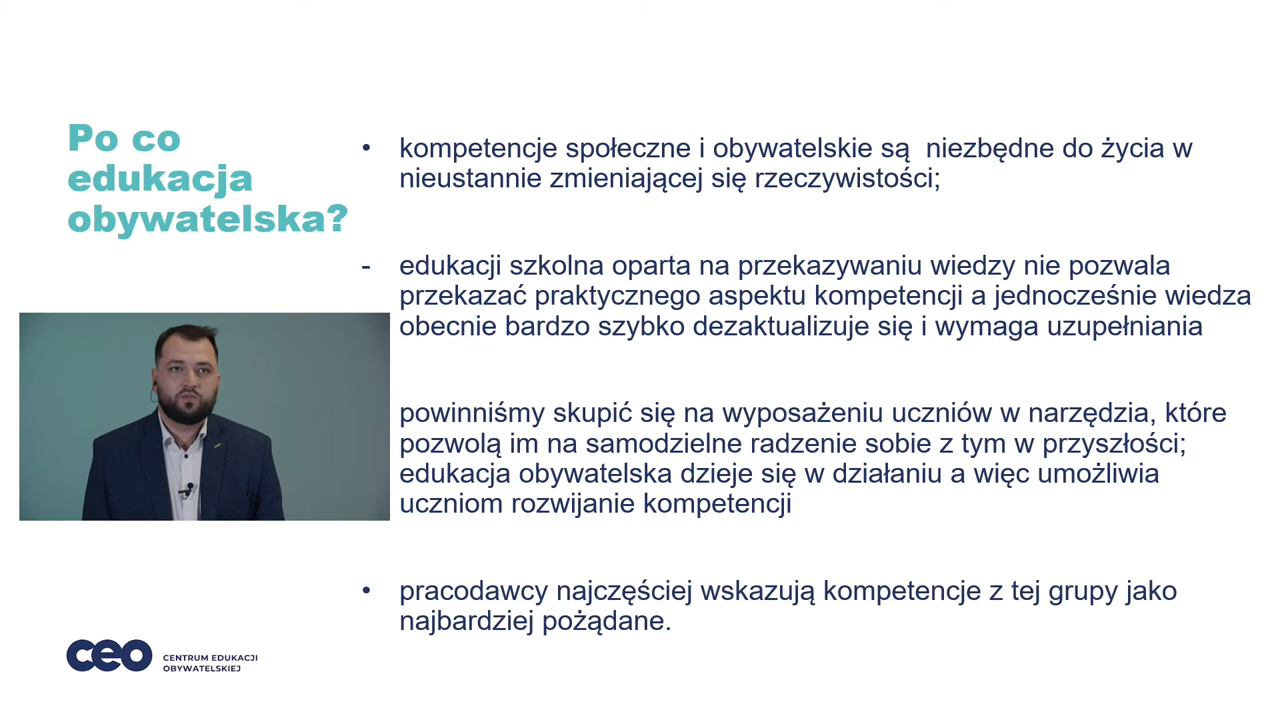 Po co
edukacja
obywatelska?
• kompetencje społeczne i obywatelskie są  niezbędne do życia w
nieustannie zmieniającej się rzeczywistości;
- edukacji szkolna oparta na przekazywaniu wiedzy nie pozwala
przekazać praktycznego aspektu kompetencji a jednocześnie wiedza
obecnie bardzo szybko dezaktualizuje się i wymaga uzupełniania
powinniśmy skupić się na wyposażeniu uczniów w narzędzia, które
pozwolą im na samodzielne radzenie sobie z tym w przyszłości;
edukacja obywatelska dzieje się w działaniu a więc umożliwia
uczniom rozwijanie kompetencji
• pracodawcy najczęściej wskazują kompetencje z tej grupy jako
najbardziej pożądane.
ceo
CENTRUM EDUKACJI
OBYWATELSKIEJ